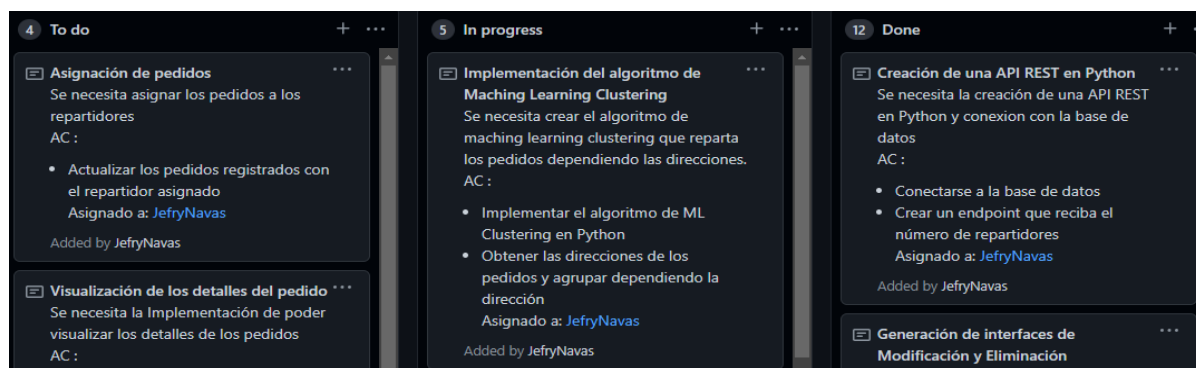 4 To do
Asignación de pedidos
Se necesita asignar los pedidos a los
repartidores
AC :
Actualizar los pedidos registrados con
el repartidor asignado
Asignado a: JefryNavas
Added by JefryNavas
Visualización de los detalles del pedido
Se necesita la Implementación de poder
visualizar los detalles de los pedidos
AC :
5 In progress
Implementación del algoritmo de
Maching Learning Clustering
Se necesita crear el algoritmo de
maching learning clustering que reparta
los pedidos dependiendo las direcciones.
AC :
Implementar el algoritmo de ML
Clustering en Python
Obtener las direcciones de los
pedidos y agrupar dependiendo la
dirección
Asignado a: JefryNavas
Added by JefryNavas
12 Done
Creación de una API REST en Python
Se necesita la creación de una API REST
en Python y conexion con la base de
datos
AC :
Conectarse a la base de datos
Crear un endpoint que reciba el
número de repartidores
Asignado a: JefryNavas
Added by JefryNavas
Generación de interfaces de
Modificación y Eliminación